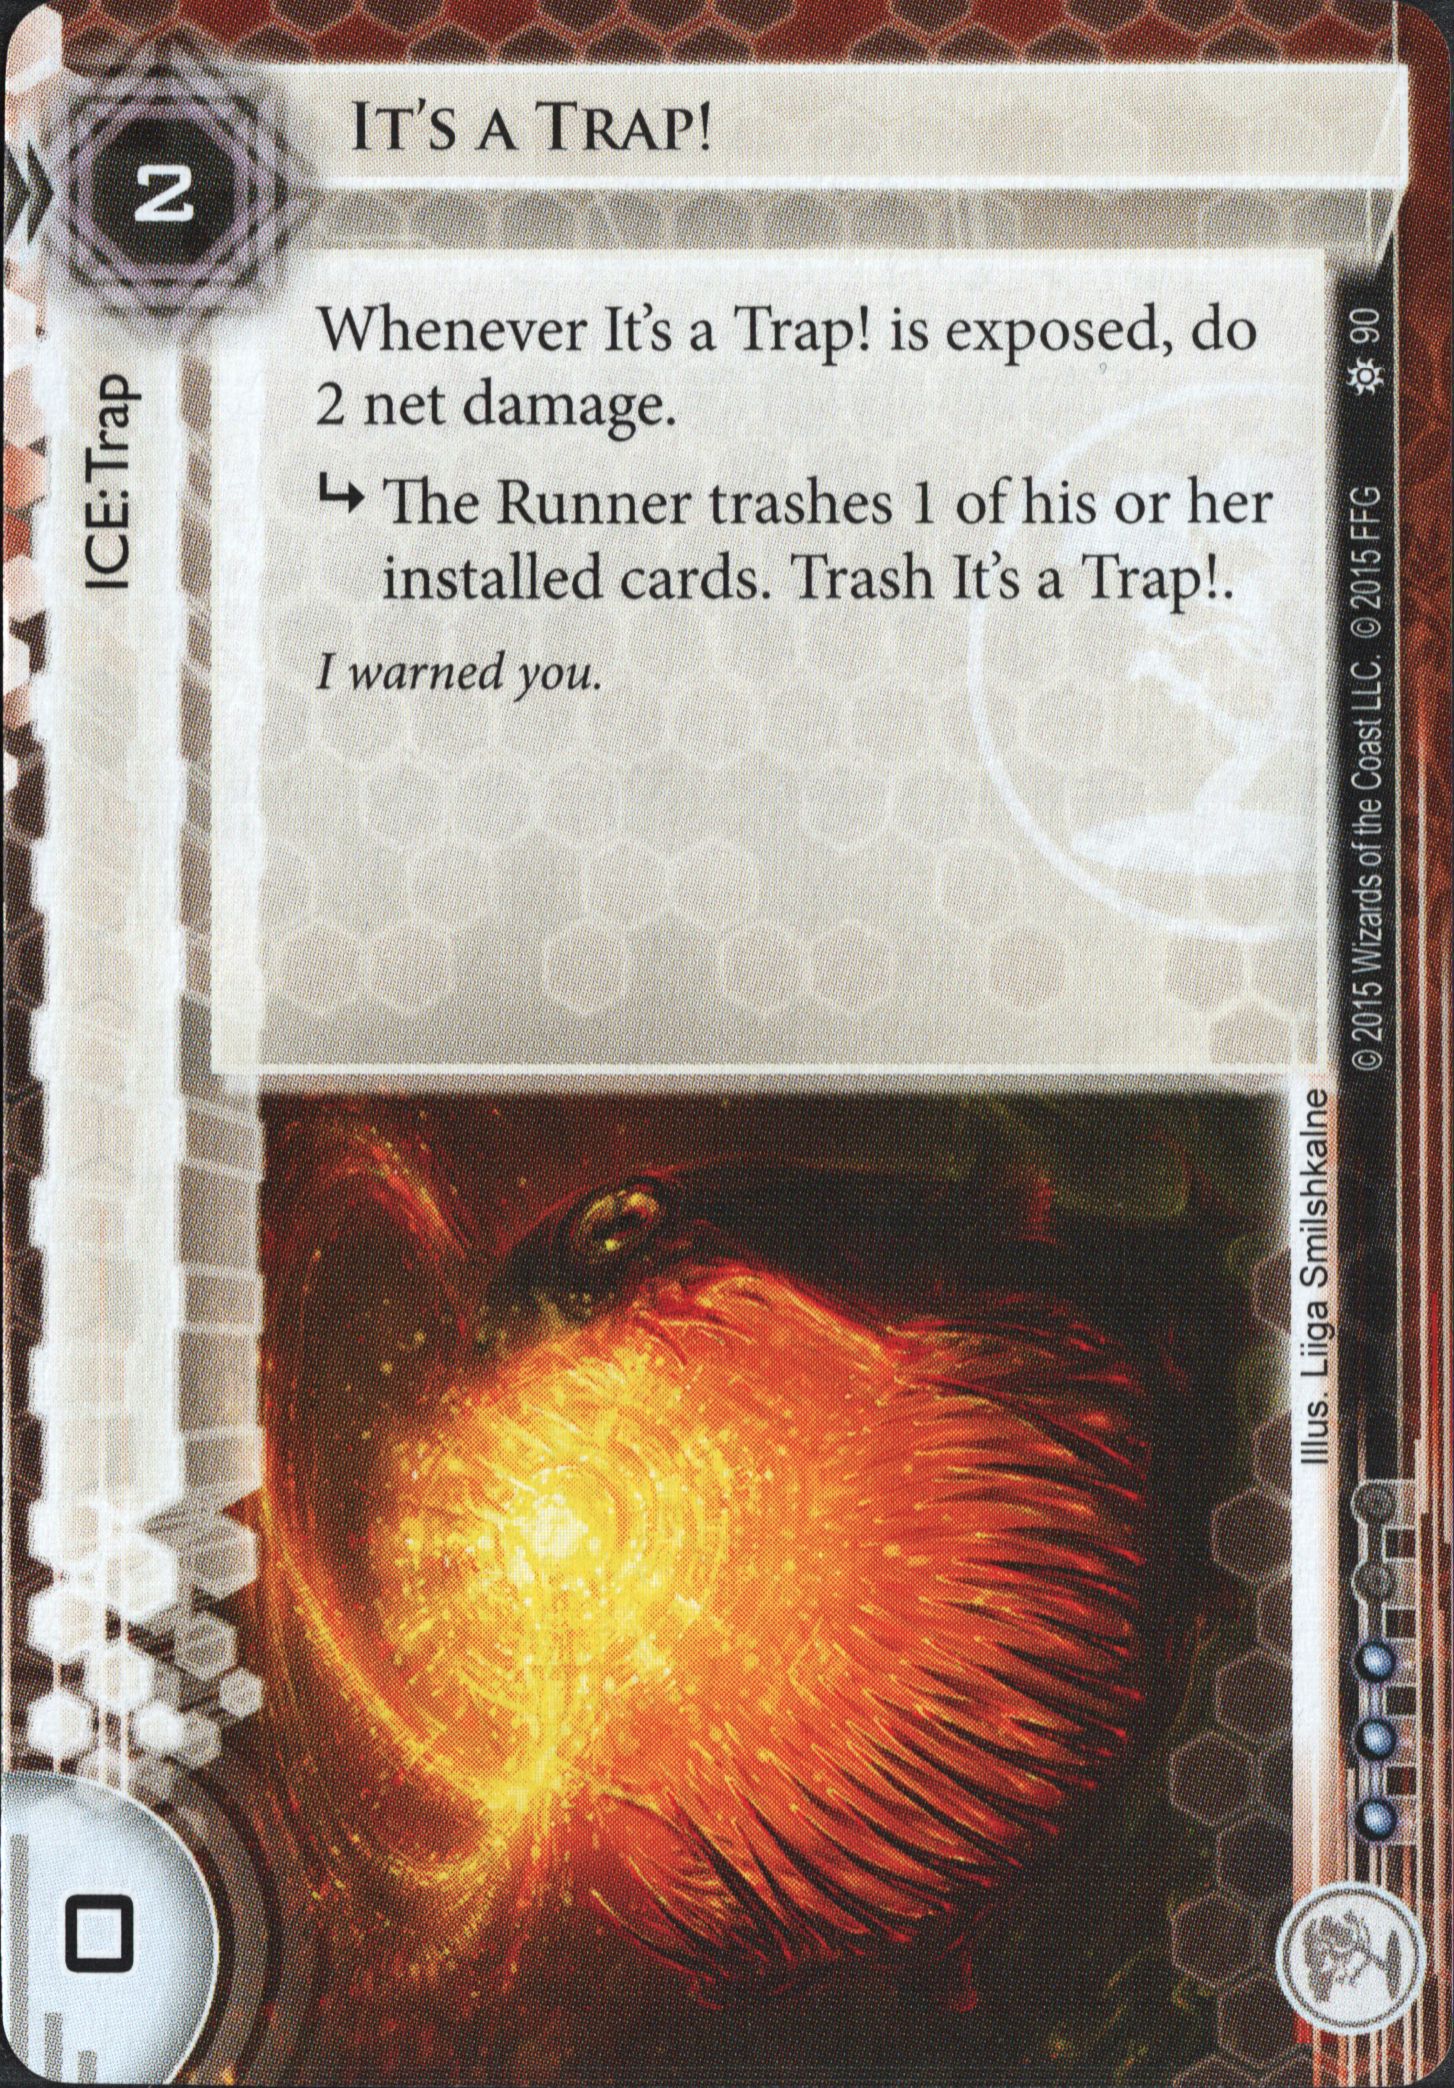 It's a Trap!
2
ICE: Trap
Whenever It's a Trap! is exposed, do
2 net damage.
↳ The Runner trashes 1 of his or her
installed cards. Trash It's a Trap!.
I warned you.
0
Illus. Liiga Smilshkalne
© 2015 Wizards of the Coast LLC. © 2015 FFG
90